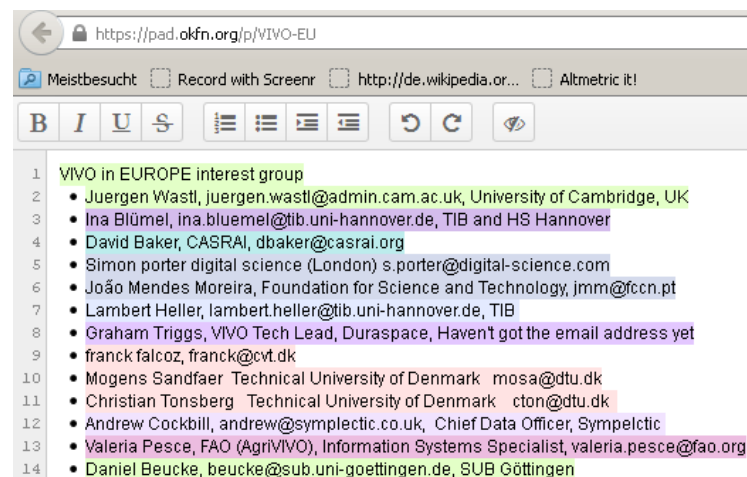 https://pad.okfn.org/p/VIVO-EU
Meistbesucht Record with Screenr http://de.wikipedia.or... Altmetric it!
B I U S
1 VIVO in EUROPE interest group
2 • Juergen Wastl, juergen.wastl@admin.cam.ac.uk, University of Cambridge, UK
3 • Ina Blümel, ina.bluemel@tib.uni-hannover.de, TIB and HS Hannover
4 • David Baker, CASRAI, dbaker@casrai.org
5 • Simon porter digital science (London) s.porter@digital-science.com
6 • João Mendes Moreira, Foundation for Science and Technology, jmm@fccn.pt
7 • Lambert Heller, lambert.heller@tib.uni-hannover.de, TIB
8 • Graham Triggs, VIVO Tech Lead, Duraspace, Haven't got the email address yet
9 • franck falcoz, franck@cvt.dk
10 • Mogens Sandfaer Technical University of Denmark mosa@dtu.dk
11 • Christian Tonsberg Technical University of Denmark cton@dtu.dk
12 • Andrew Cockbill, andrew@symplectic.co.uk, Chief Data Officer, Sympelctic
13 • Valeria Pesce, FAO (AgriVIVO), Information Systems Specialist, valeria.pesce@fao.org
14 • Daniel Beucke, beucke@sub.uni-goettingen.de, SUB Göttingen